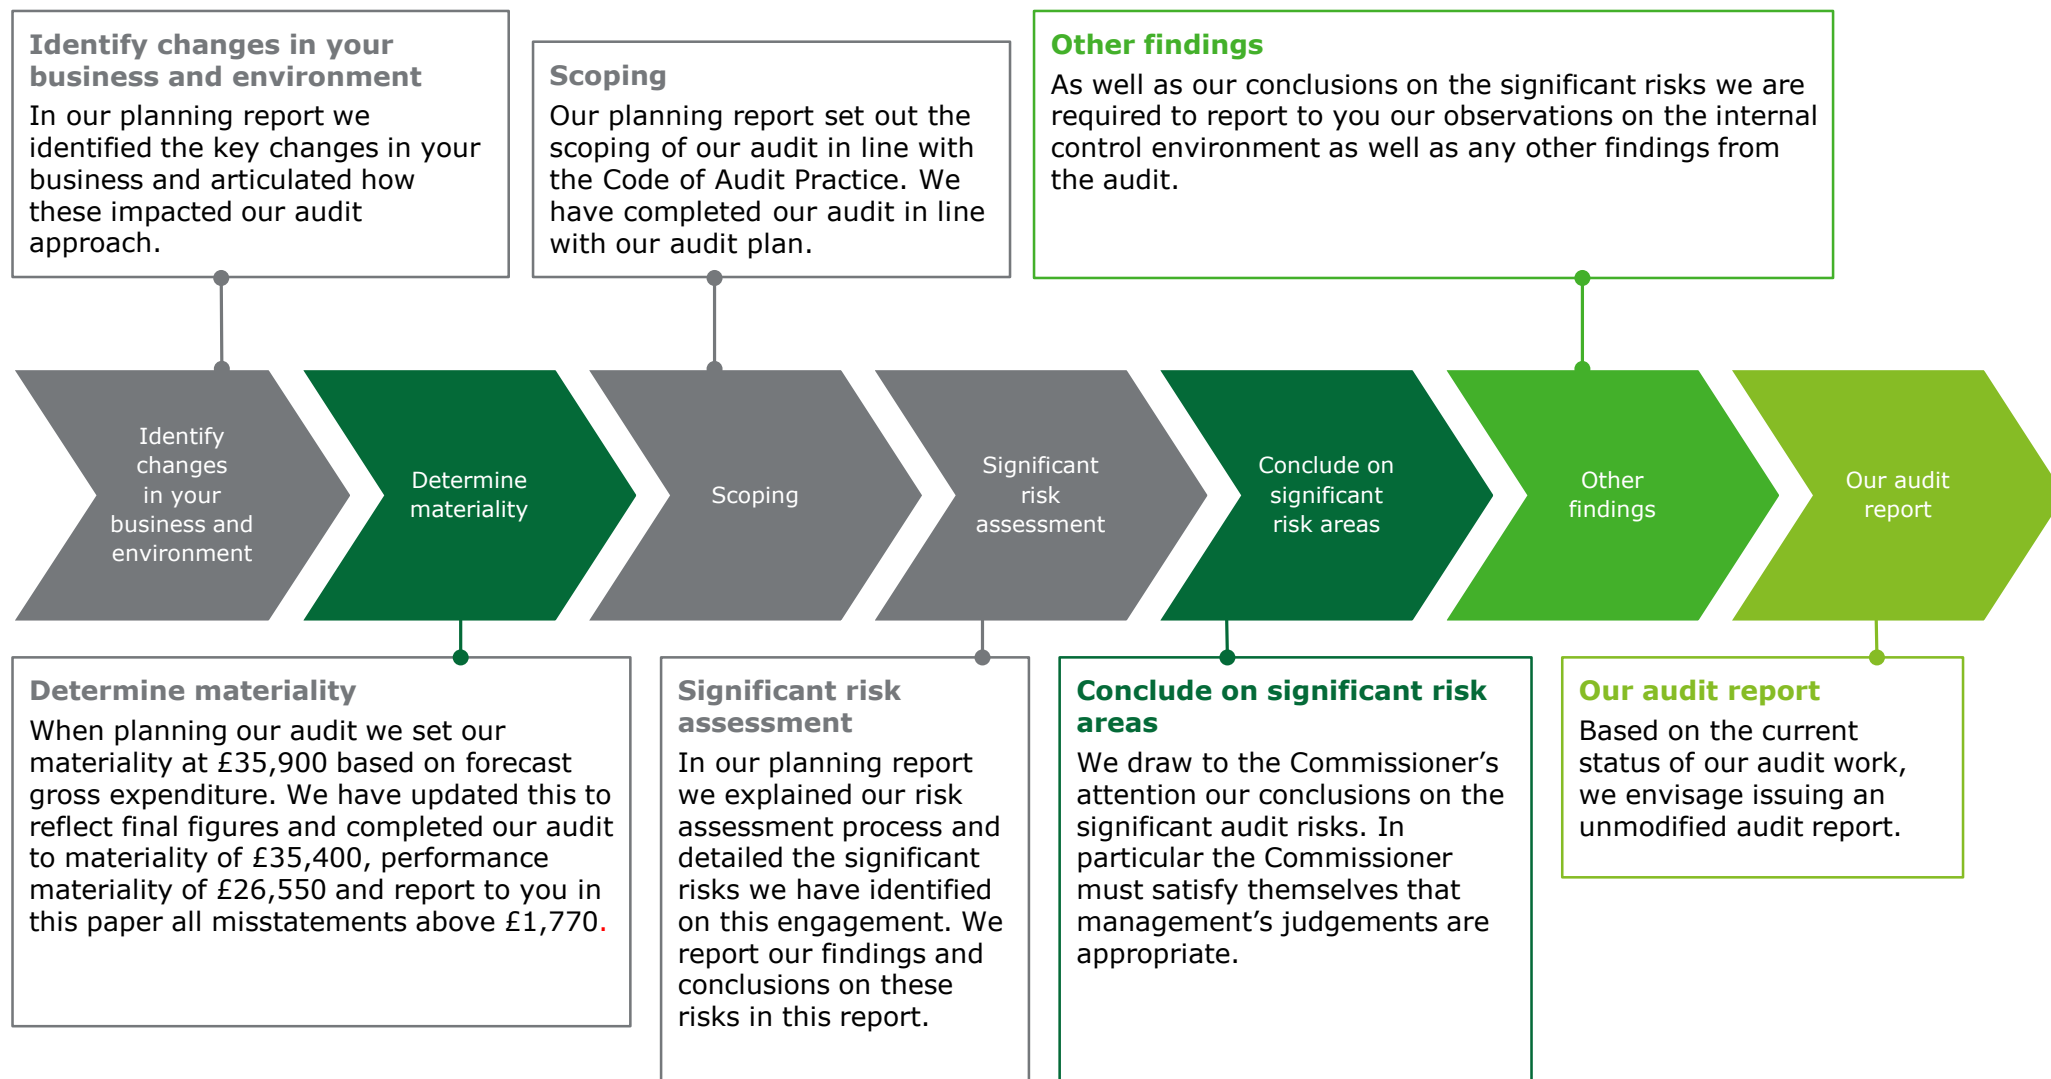 Identify changes in your
business and environment
In our planning report we
identified the key changes in your
business and articulated how
these impacted our audit
approach.
Scoping
Our planning report set out the
scoping of our audit in line with
the Code of Audit Practice. We
have completed our audit in line
with our audit plan.
Other findings
As well as our conclusions on the significant risks we are
required to report to you our observations on the internal
control environment as well as any other findings from
the audit.
Identify
changes
in your
business and
environment
Determine
materiality
Scoping
Significant
risk
assessment
Conclude on
significant
risk areas
Other
findings
Our audit
report
Determine materiality
When planning our audit we set our
materiality at £35,900 based on forecast
gross expenditure. We have updated this to
reflect final figures and completed our audit
to materiality of £35,400, performance
materiality of £26,550 and report to you in
this paper all misstatements above £1,770.
Significant risk
assessment
In our planning report
we explained our risk
assessment process and
detailed the significant
risks we have identified
on this engagement. We
report our findings and
conclusions on these
risks in this report.
Conclude on significant risk
areas
We draw to the Commissioner’s
attention our conclusions on the
significant audit risks. In
particular the Commissioner
must satisfy themselves that
management’s judgements are
appropriate.
Our audit report
Based on the current
status of our audit work,
we envisage issuing an
unmodified audit report.